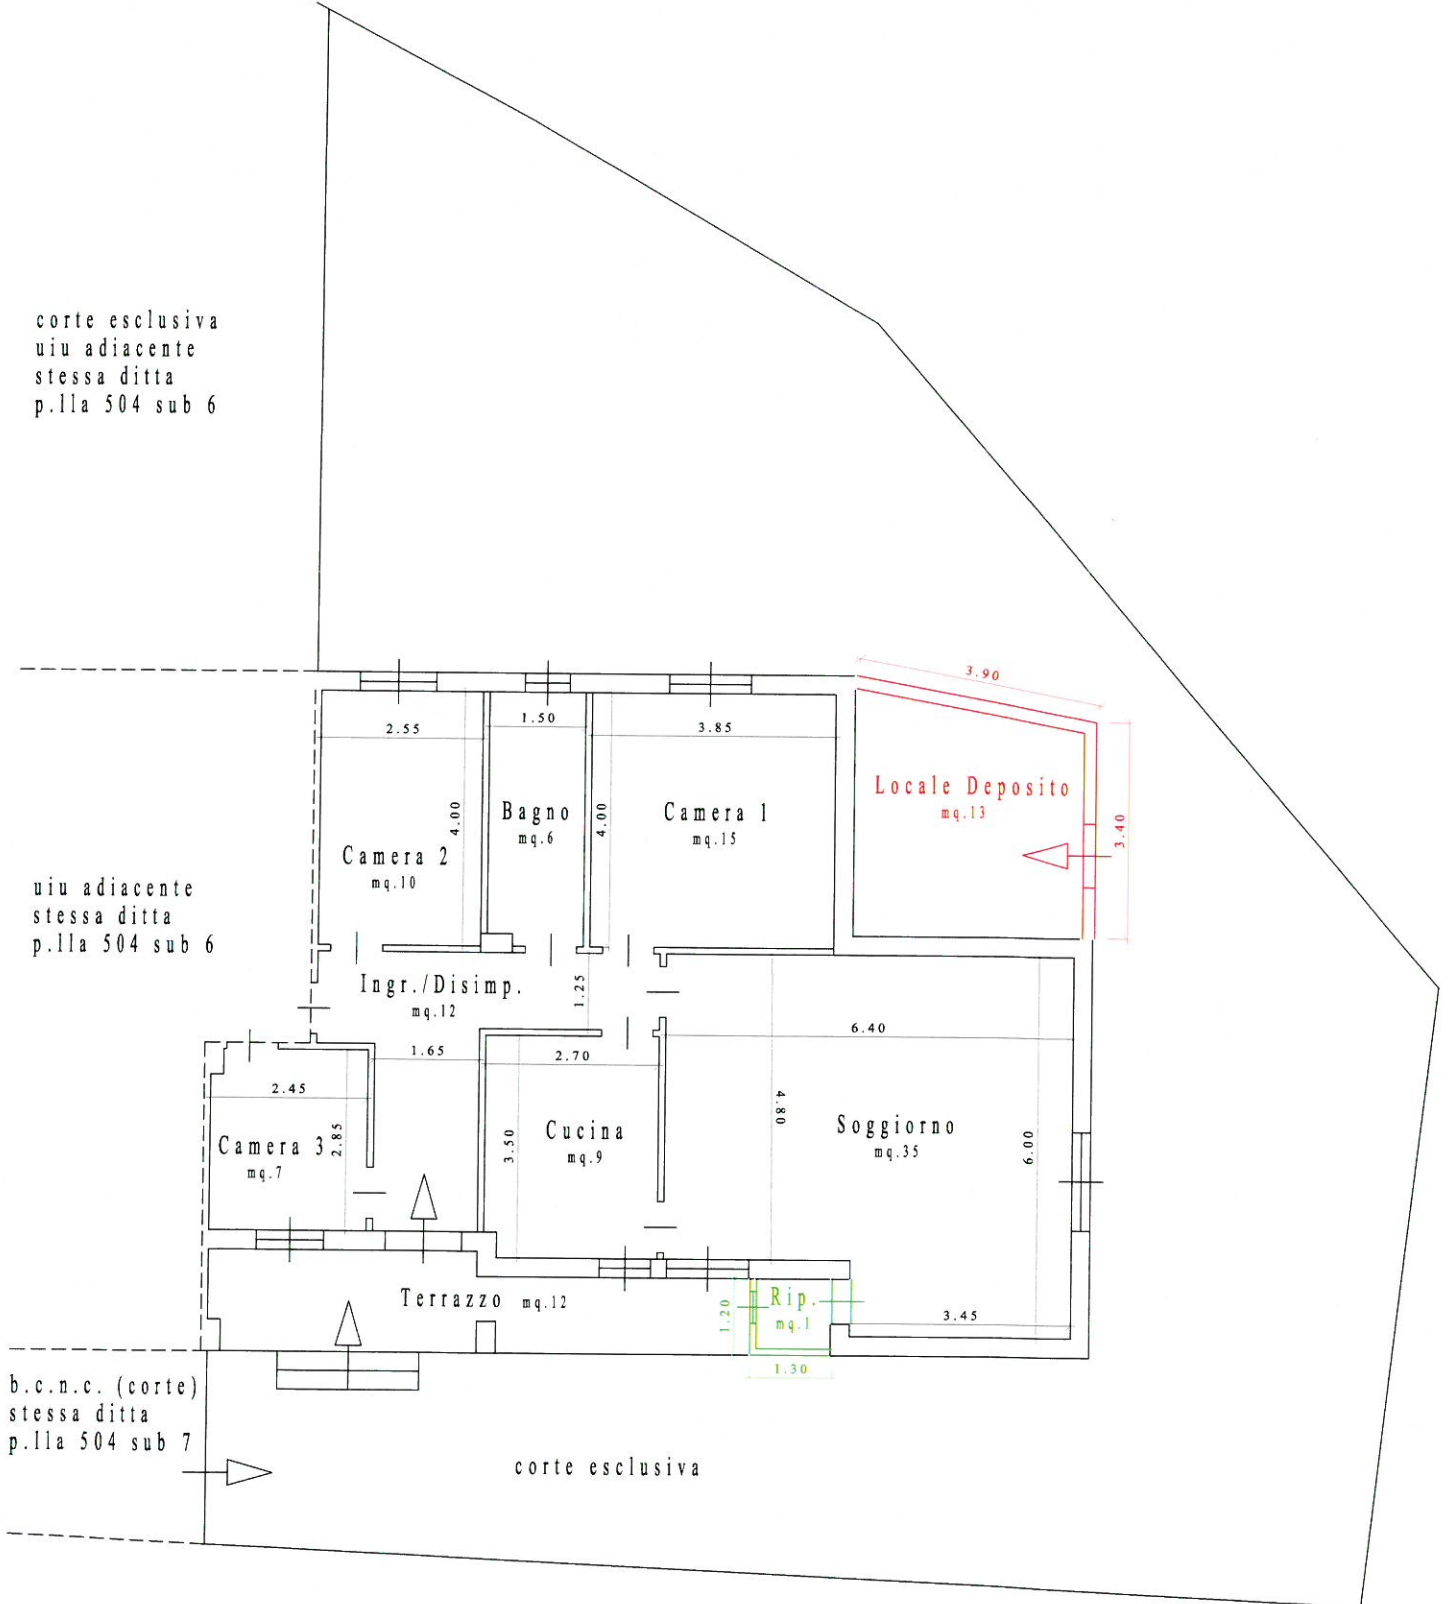 corte esclusiva
uiu adiacente
stessa ditta
p.lla 504 sub 6
3.90
2.55
1.50
3.85
Locale Deposito
mq.13
3.40
4.00
Bagno
mq.6
4.00
Camera 1
mq.15
Camera 2
mq.10
uiu adiacente
stessa ditta
p.lla 504 sub 6
Ingr./Disimp.
mq.12
1.25
6.40
1.65
2.70
2.45
4.80
Camera 3
mq.7
2.85
3.50
Cucina
mq.9
Soggiorno
mq.35
6.00
Terrazzo mq.12
1.20
Rip.
mq.1
3.45
1.30
b.c.n.c. (corte)
stessa ditta
p.lla 504 sub 7
corte esclusiva